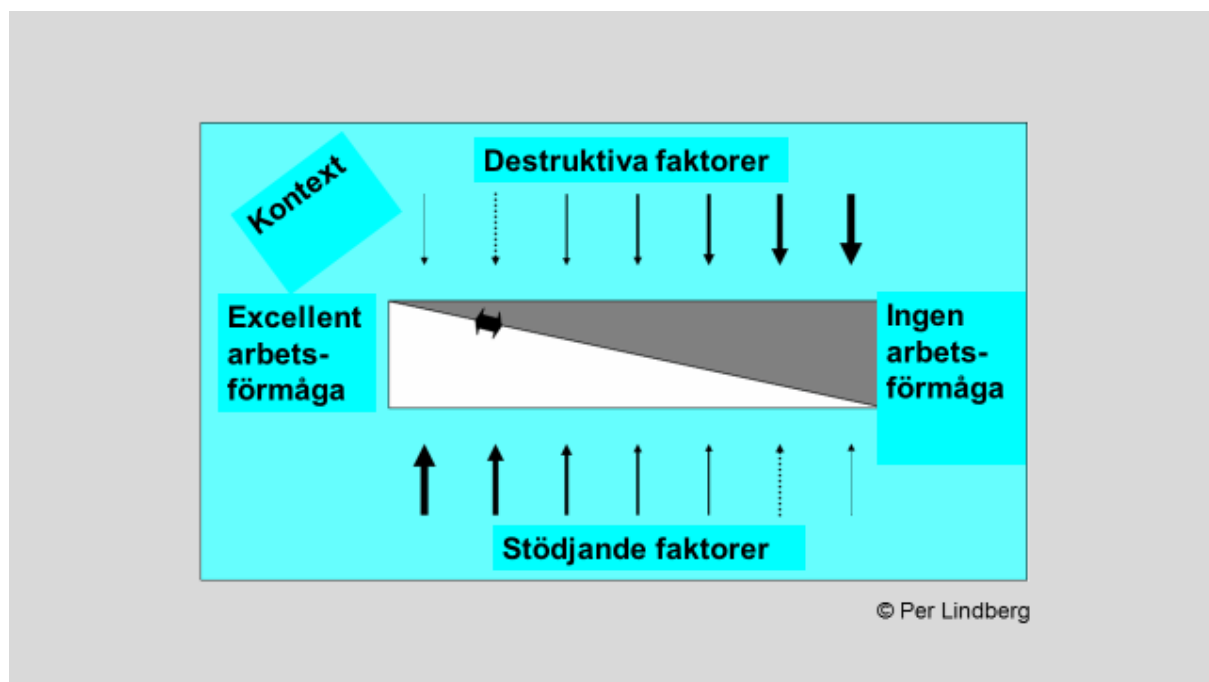 Destruktiva faktorer
Kontext
Excellent
arbets-
förmåga
Ingen
arbets-
förmåga
Stödjande faktorer
© Per Lindberg